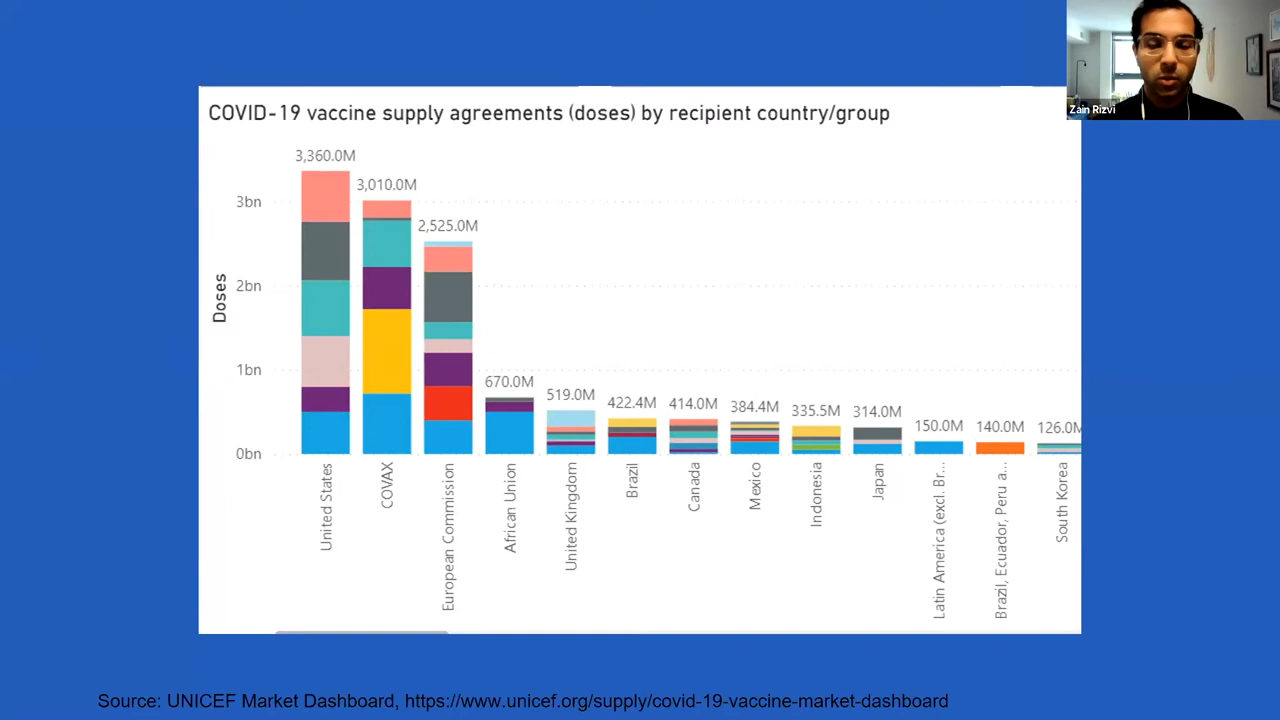 Zain Rizvi
COVID-19 vaccine supply agreements (doses) by recipient country/group
3,360.0M
3,010.0M
2,525.0M
670.0M
519.0M
422.4M
414.0M
384.4M
335.5M
314.0M
150.0M
140.0M
126.0M
3bn
2bn
1bn
0bn
Doses
United States
COVAX
European Commission
African Union
United Kingdom
Brazil
Canada
Mexico
Indonesia
Japan
Latin America (excl. Br...
Brazil, Ecuador, Peru a...
South Korea
Source: UNICEF Market Dashboard, https://www.unicef.org/supply/covid-19-vaccine-market-dashboard